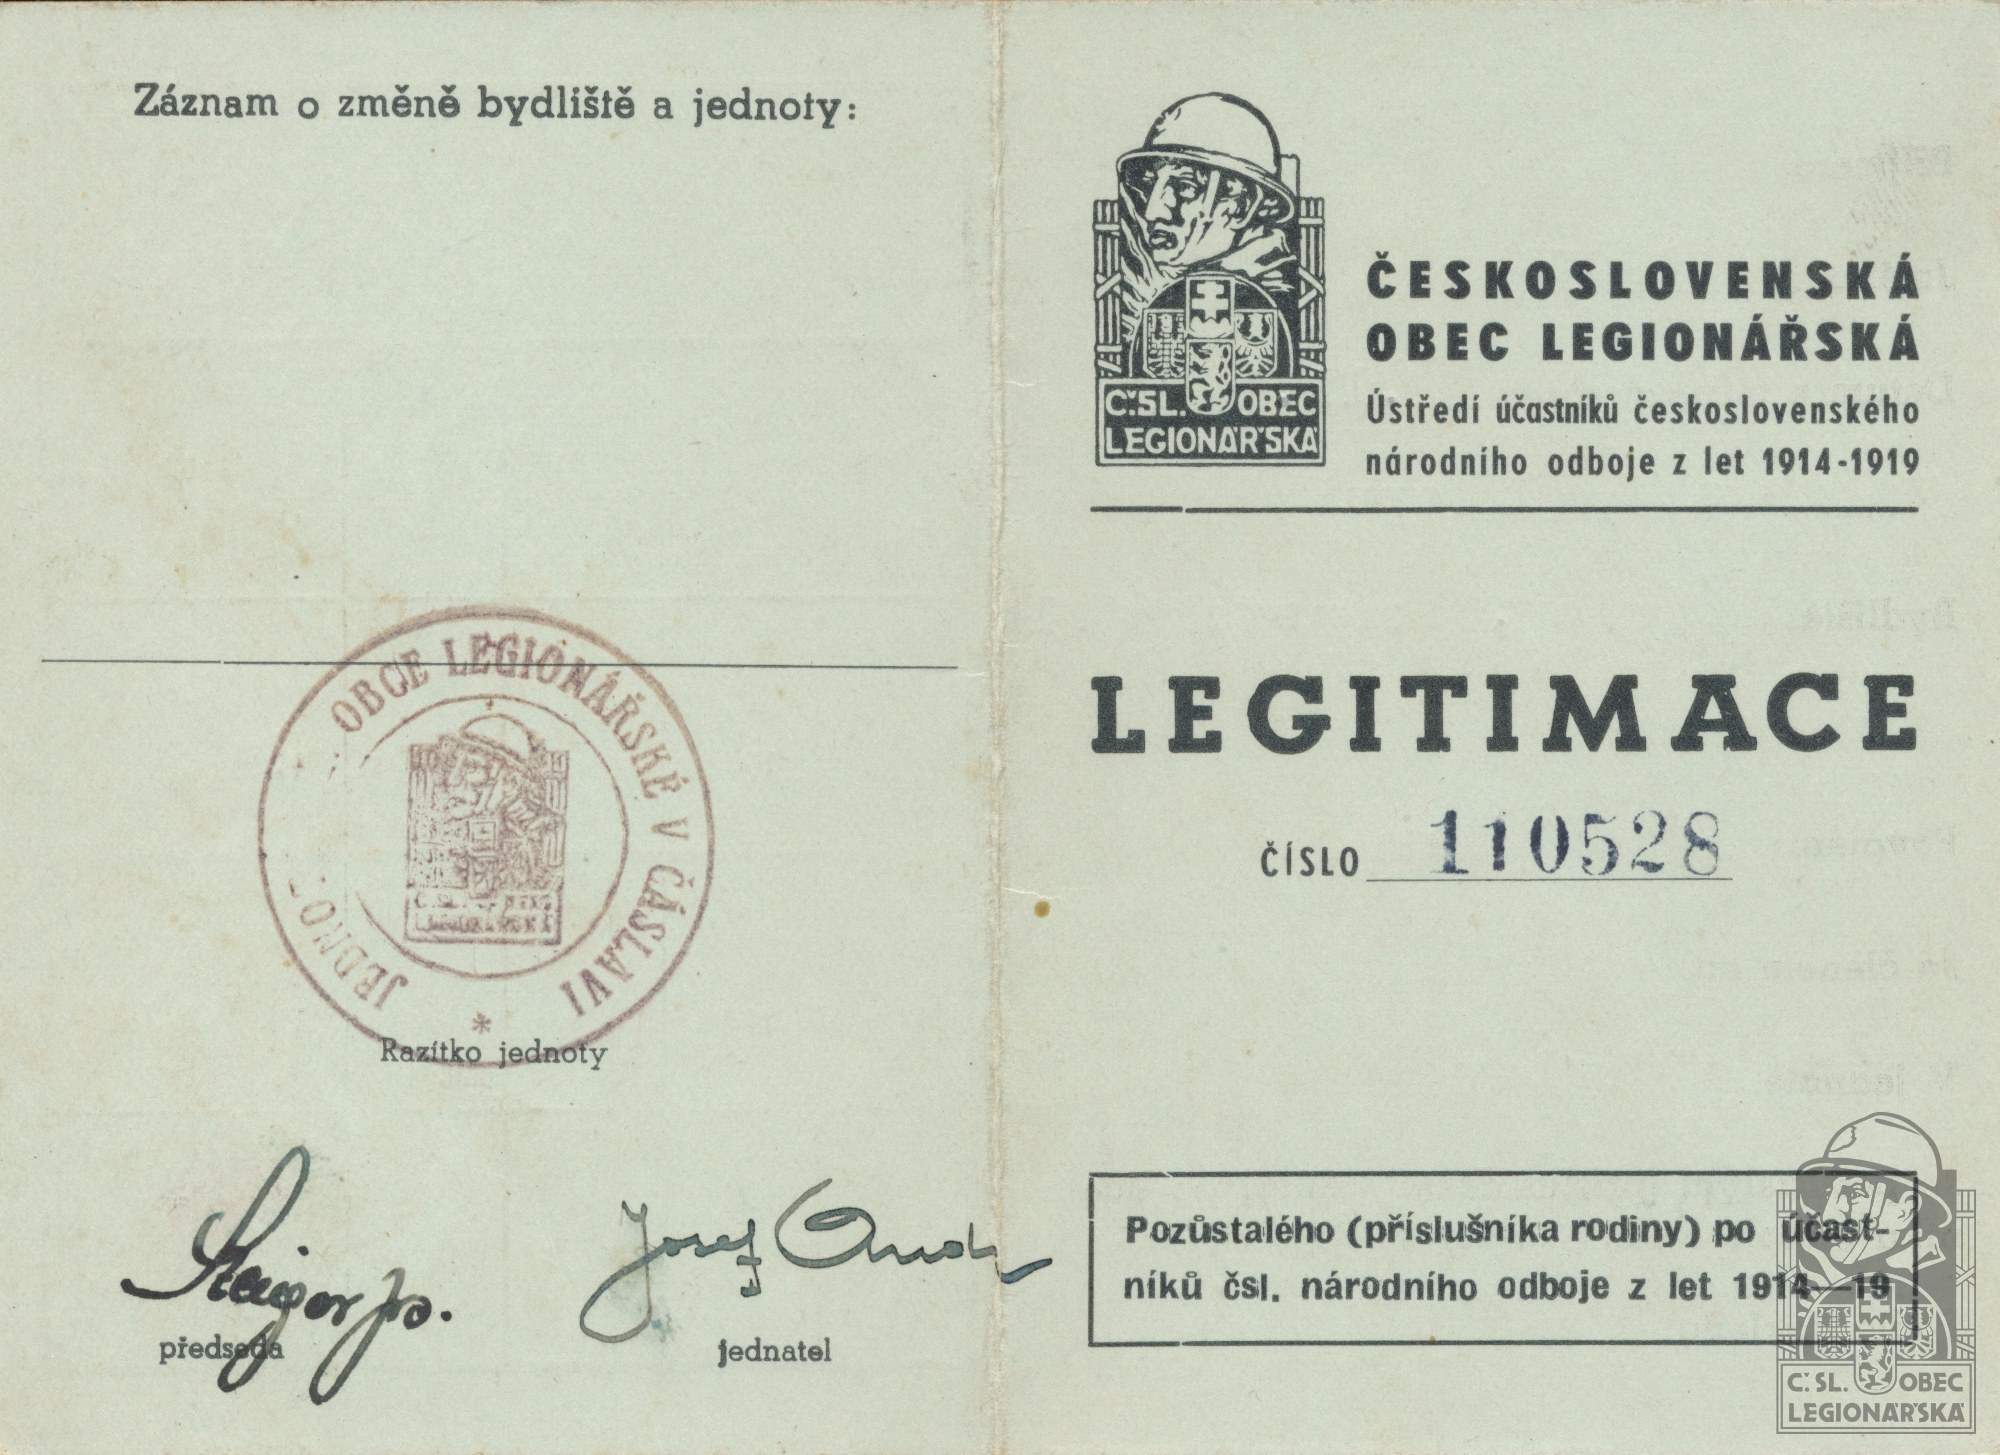 Záznam o změně bydliště a jednoty:
OBCE LEGIONÁŘSKÉ V ČÁSLAVI
*
Razítko jednoty
předseda
Josef
jednatel
Č.SL. OBEC
LEGIONÁŘSKÁ
ČESKOSLOVENSKÁ
OBEC LEGIONÁŘSKÁ
Ústředí účastníků československého
národního odboje z let 1914-1919
LEGITIMACE
ČÍSLO 110528
Pozůstalého (příslušníka rodiny) po účast-
níků čsl. národního odboje z let 1914—19
Č.SL. OBEC
LEGIONÁŘSKÁ